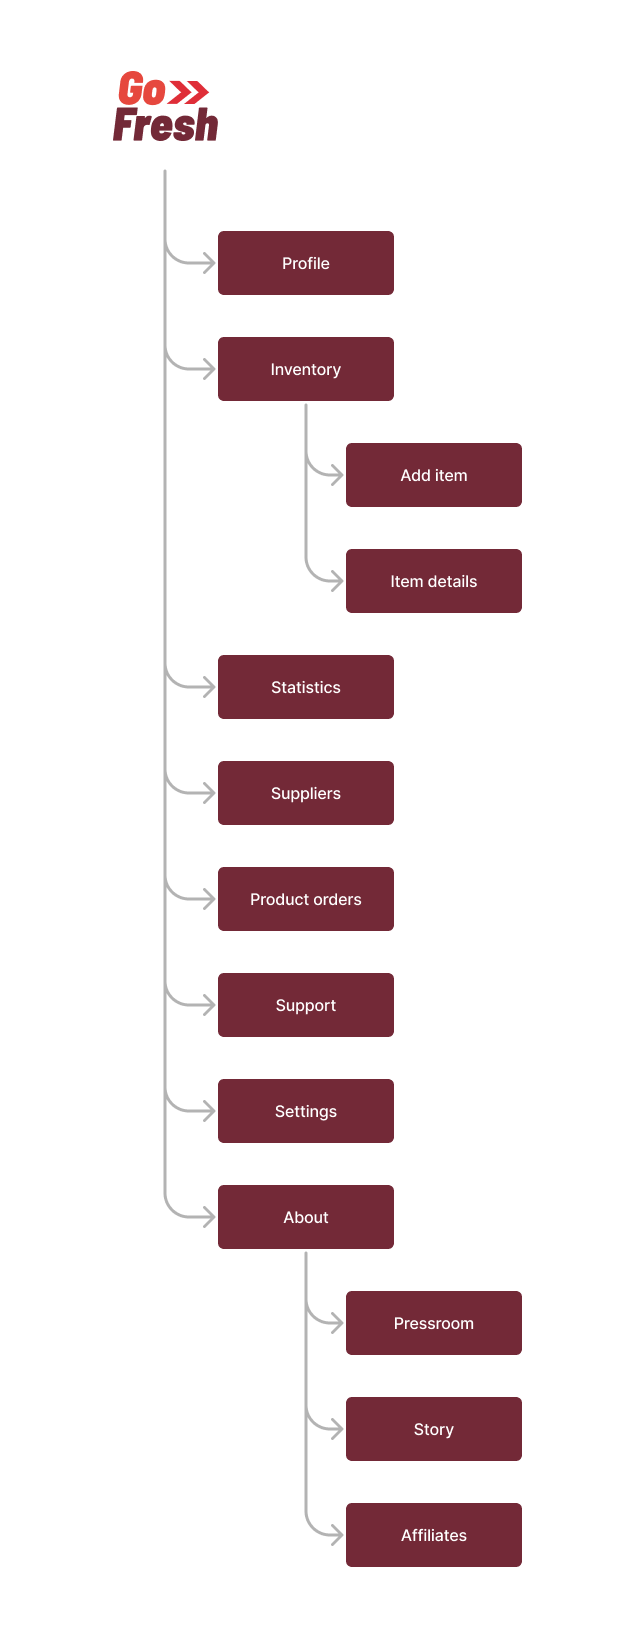 Go
Fresh
Profile
Inventory
Add item
Item details
Statistics
Suppliers
Product orders
Support
Settings
About
Pressroom
Story
Affiliates